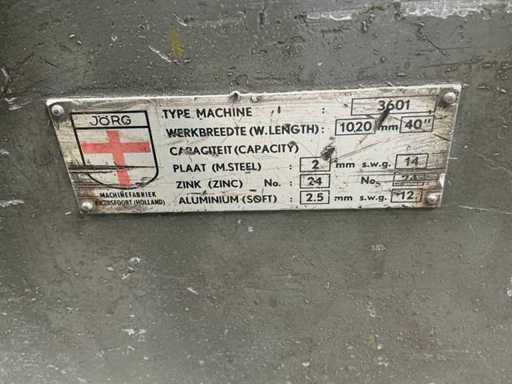 JÖRG
MACHINEFABRIEK
AMERSFOORT (HOLLAND)
TYPE MACHINE : 3601
WERKBREEDTE (W.LENGTH): 1020 mm 40"
CAPACITEIT (CAPACITY)
PLAAT (M.STEEL) : 2 mm s.w.g. 14
ZINK (ZINC) No. : 24 No.
ALUMINIUM (SOFT) : 2.5 mm s.w.g. 12